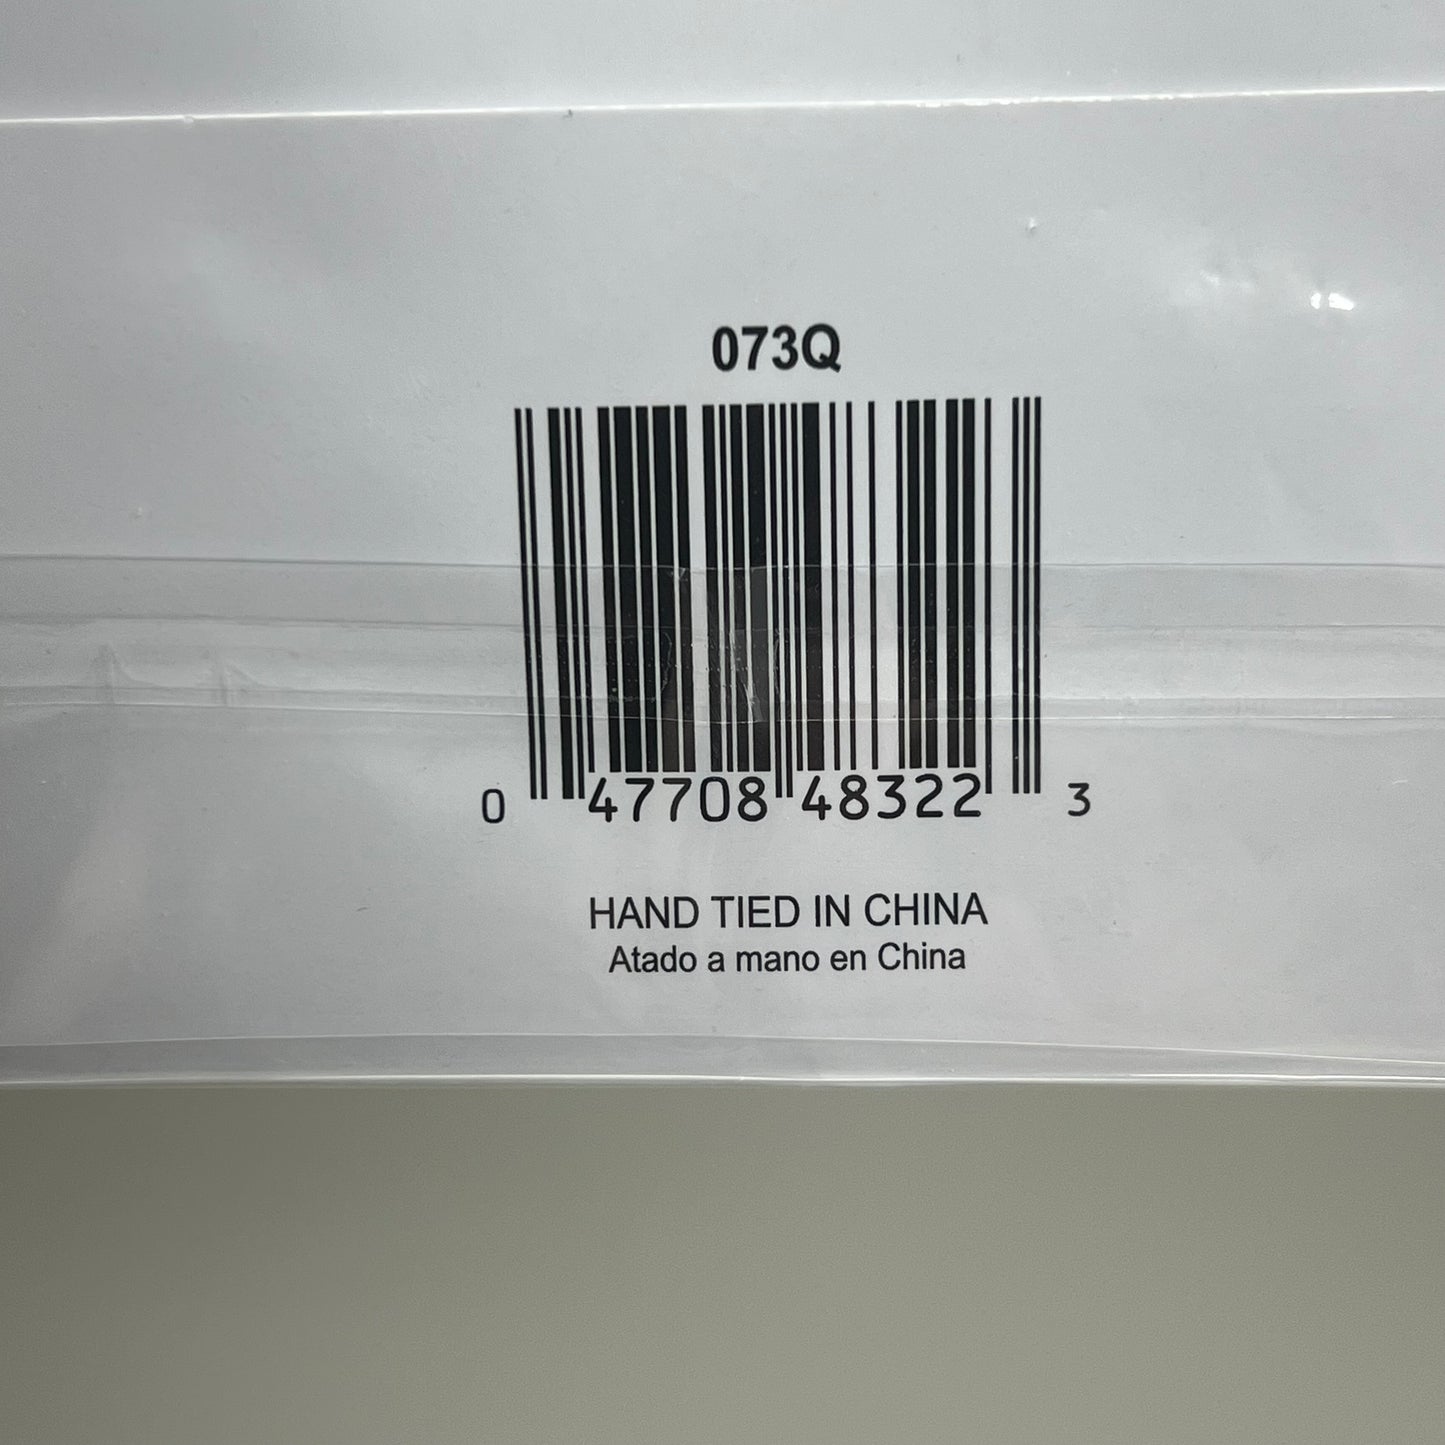 073Q
0 47708 48322 3
HAND TIED IN CHINA
Atado a mano en China